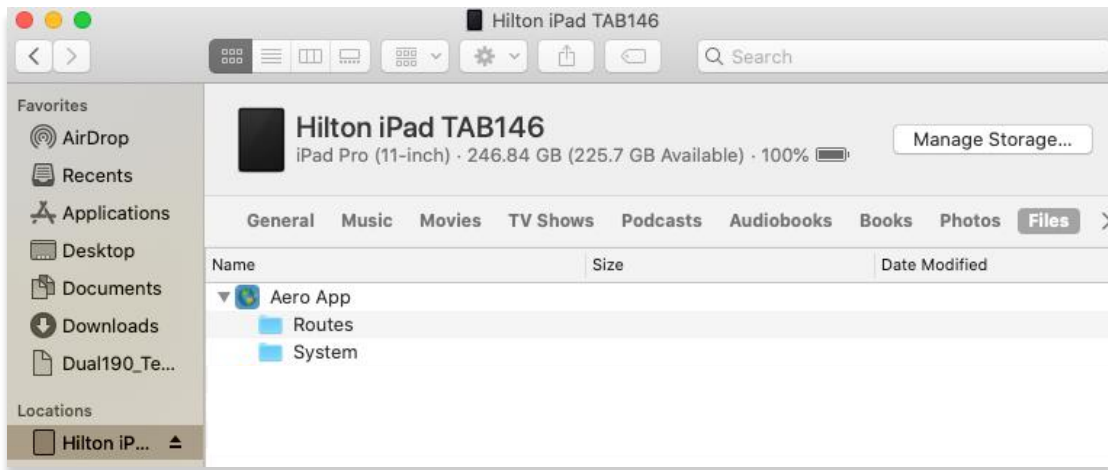 Hilton iPad TAB146
Search
Favorites
AirDrop
Recents
Applications
Desktop
Documents
Downloads
Dual190_Te...
Locations
Hilton iP...
Hilton iPad TAB146
iPad Pro (11-inch) · 246.84 GB (225.7 GB Available) · 100%
Manage Storage...
General Music Movies TV Shows Podcasts Audiobooks Books Photos Files
Name Size Date Modified
Aero App
Routes
System